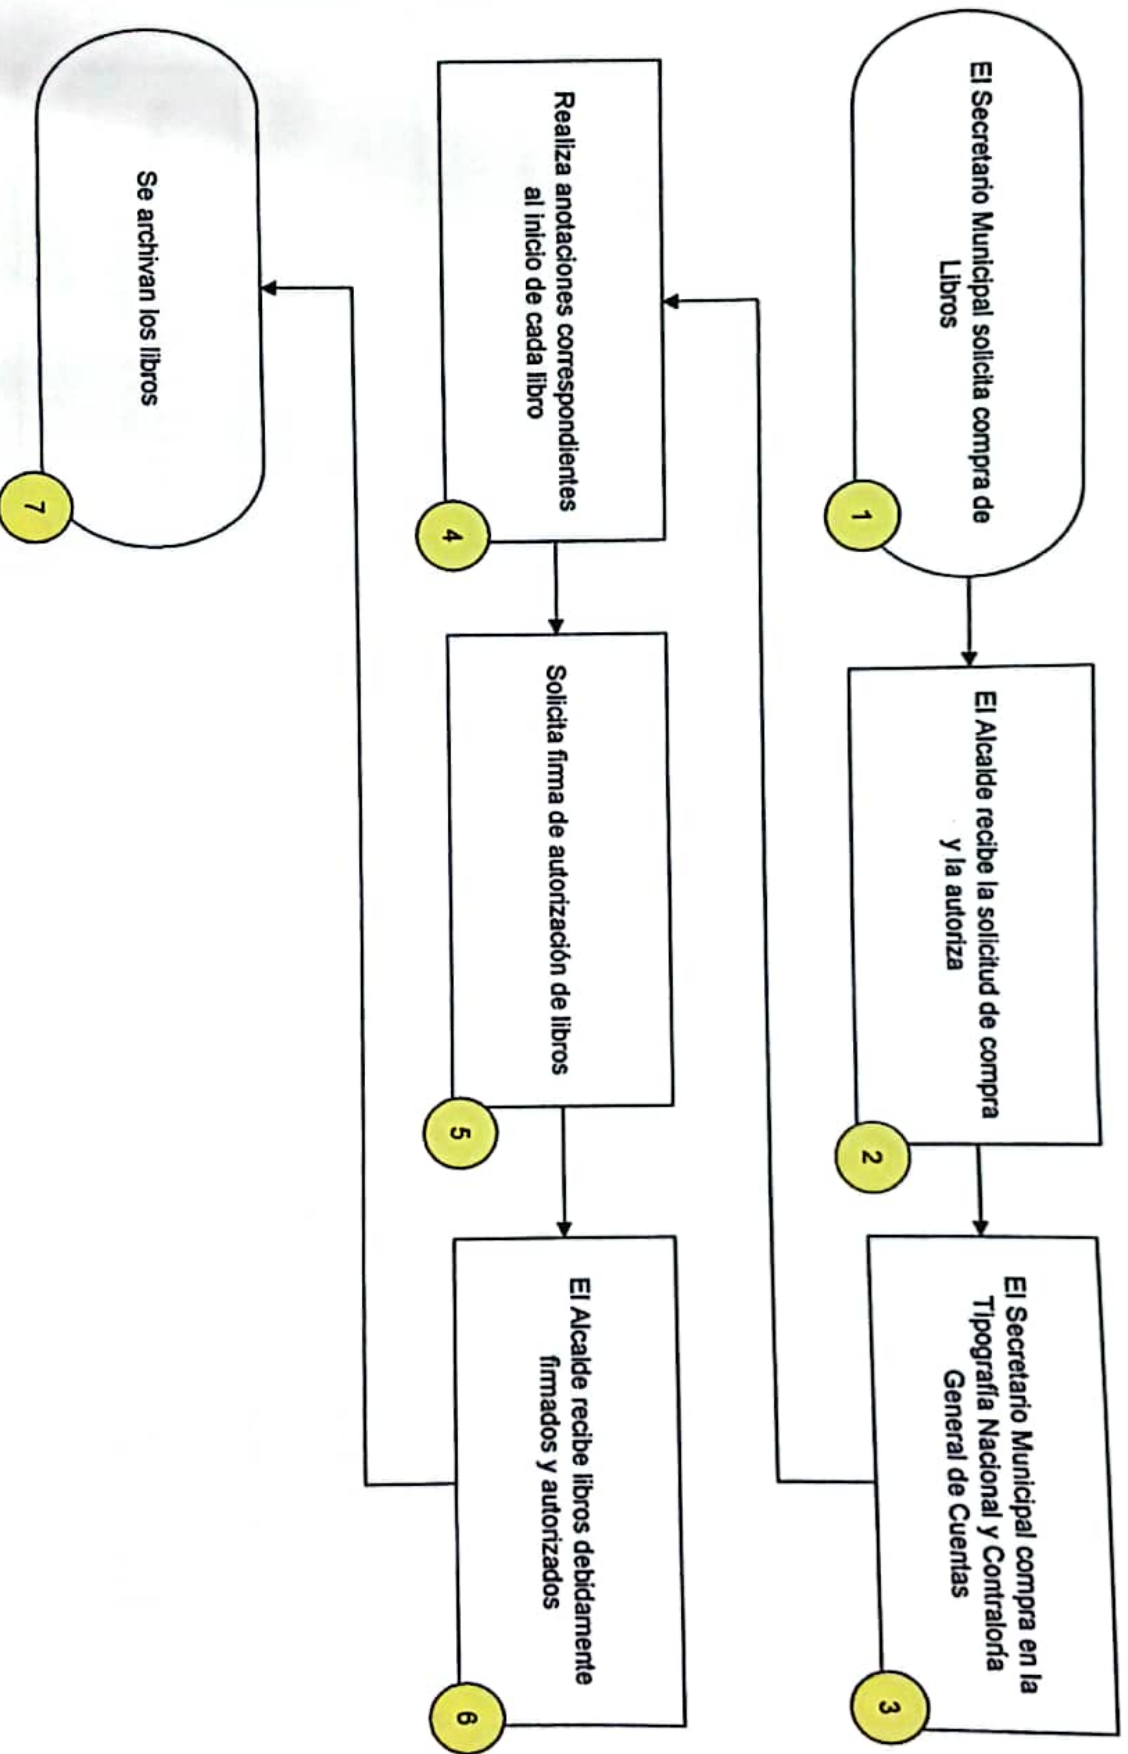 El Secretario Municipal solicita compra de
Libros
1
El Alcalde recibe la solicitud de compra
y la autoriza
2
El Secretario Municipal compra en la
Tipografía Nacional y Contraloría
General de Cuentas
3
Realiza anotaciones correspondientes
al inicio de cada libro
4
Solicita firma de autorización de libros
5
El Alcalde recibe libros debidamente
firmados y autorizados
6
Se archivan los libros
7